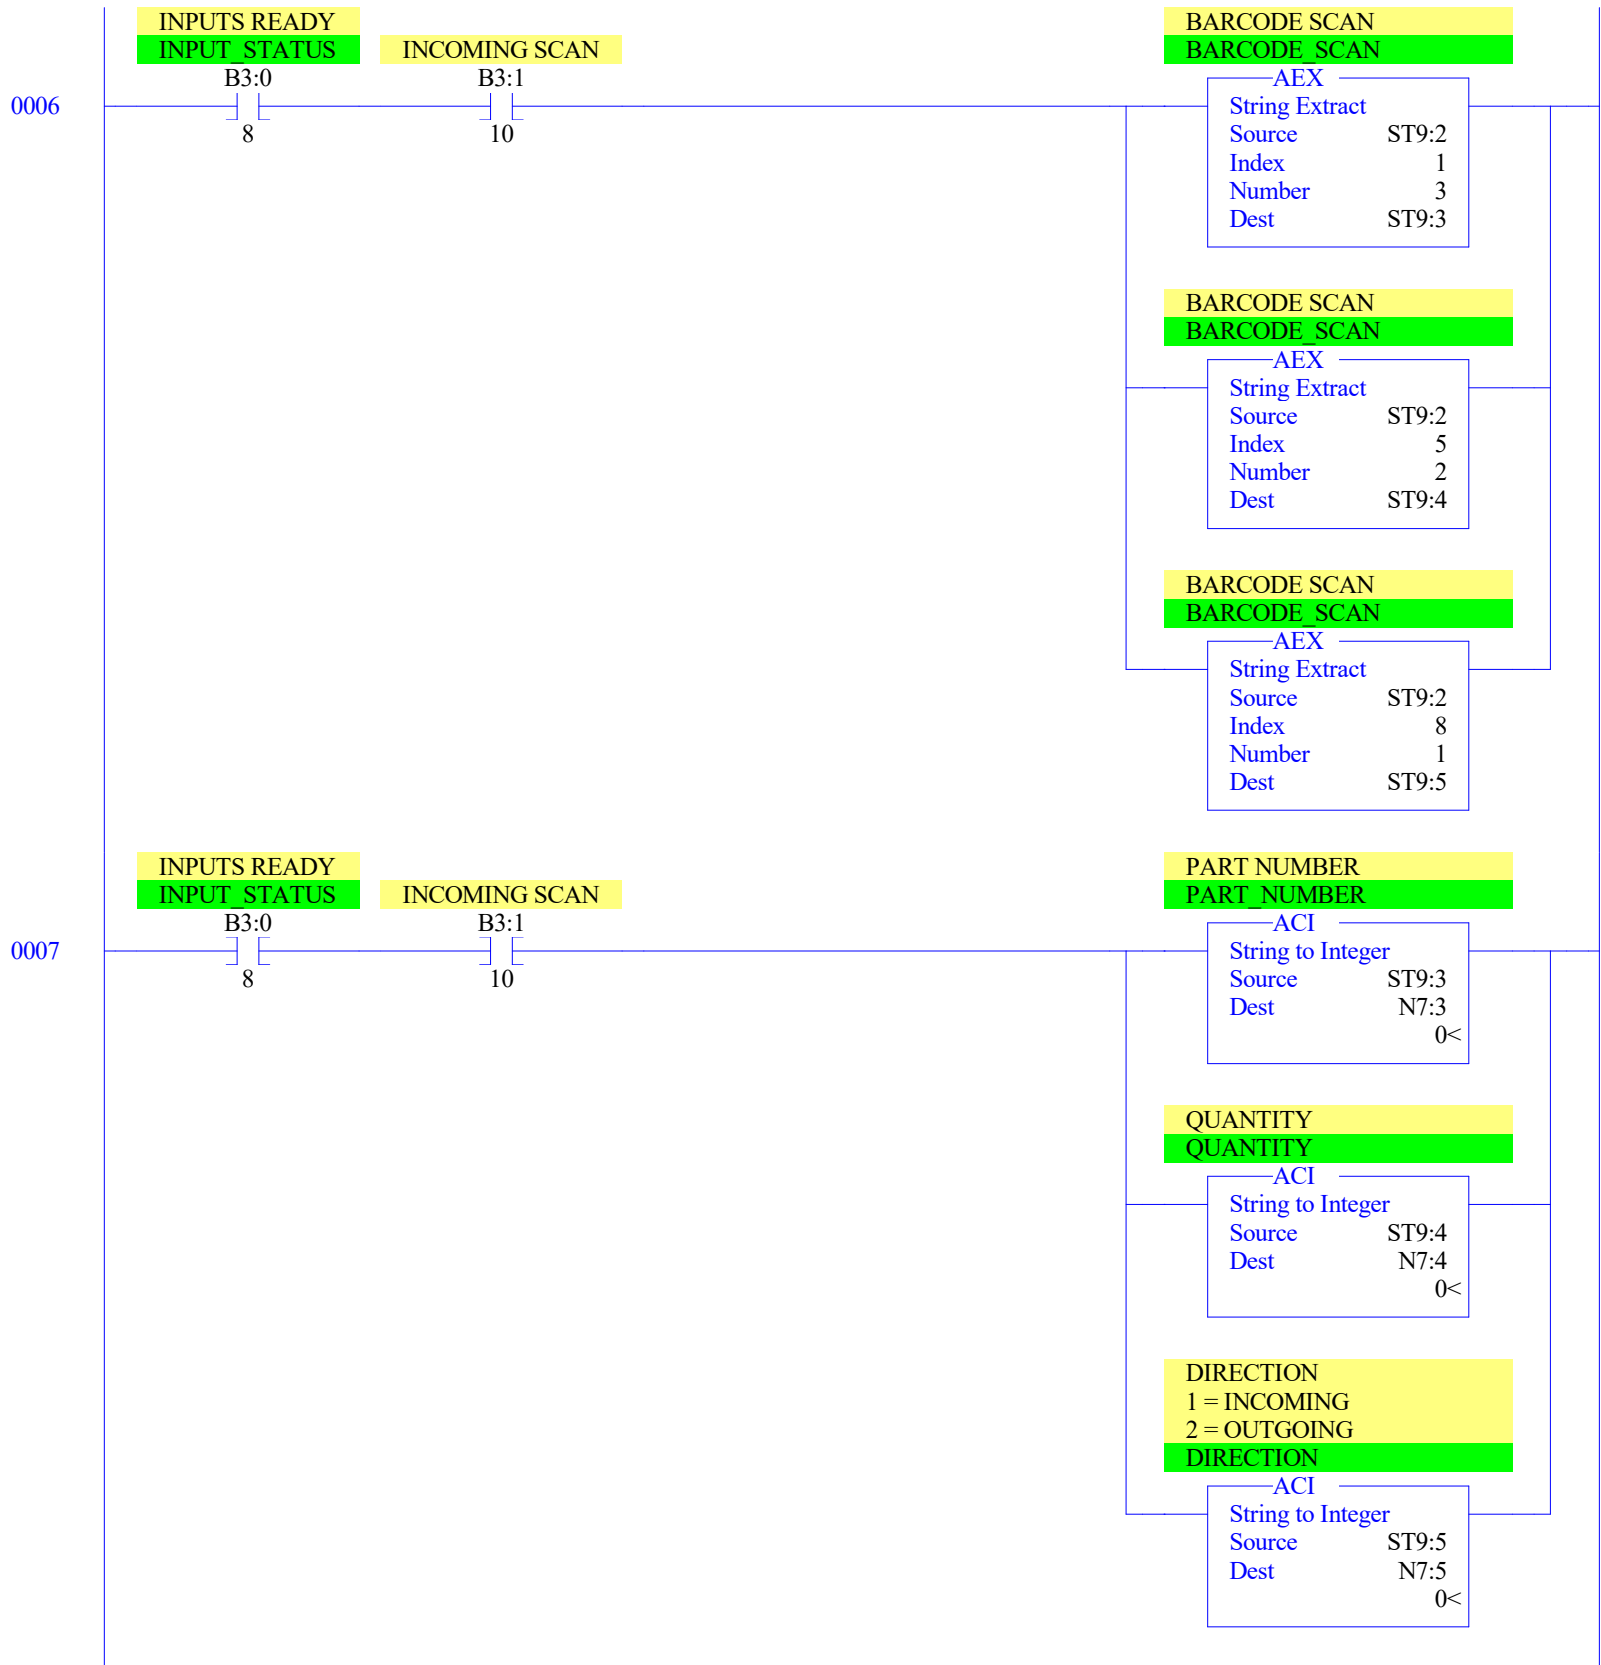 INPUTS READY
INPUT_STATUS
B3:0
8
INCOMING SCAN
B3:1
10
0006
BARCODE SCAN
BARCODE_SCAN
AEX
String Extract
Source ST9:2
Index 1
Number 3
Dest ST9:3
BARCODE SCAN
BARCODE_SCAN
AEX
String Extract
Source ST9:2
Index 5
Number 2
Dest ST9:4
BARCODE SCAN
BARCODE_SCAN
AEX
String Extract
Source ST9:2
Index 8
Number 1
Dest ST9:5
INPUTS READY
INPUT_STATUS
B3:0
8
INCOMING SCAN
B3:1
10
0007
PART NUMBER
PART_NUMBER
ACI
String to Integer
Source ST9:3
Dest N7:3
0<
QUANTITY
QUANTITY
ACI
String to Integer
Source ST9:4
Dest N7:4
0<
DIRECTION
1 = INCOMING
2 = OUTGOING
DIRECTION
ACI
String to Integer
Source ST9:5
Dest N7:5
0<